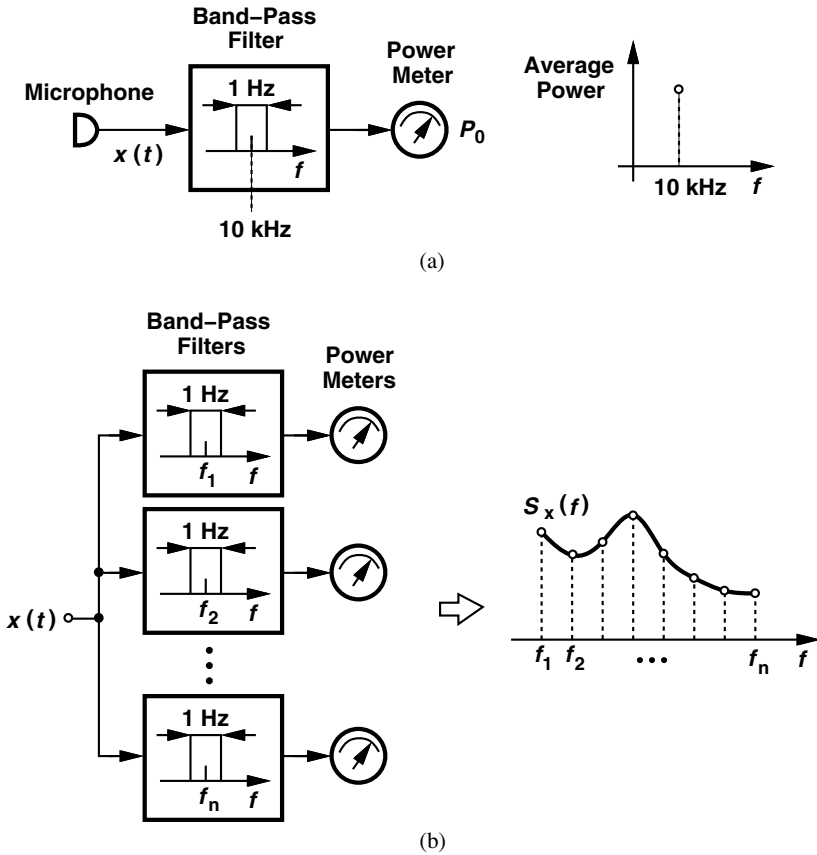 Band–Pass
Filter
Power
Meter
Average
Power
Microphone
1 Hz
x(t)
f
P0
10 kHz
10 kHz f
(a)
Band–Pass
Filters
Power
Meters
1 Hz
f1 f
1 Hz
f2 f
x(t)
1 Hz
fn f
Sx(f)
f1 f2 ... fn f
(b)